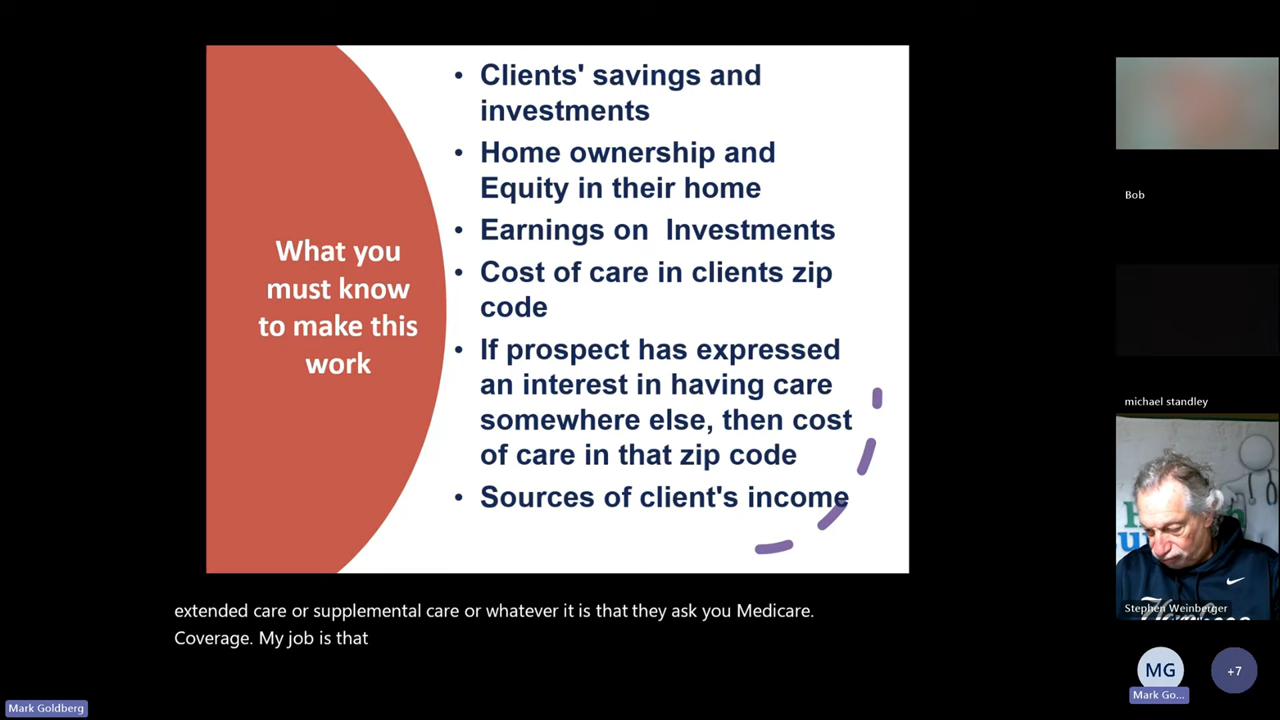 What you
must know
to make this
work
• Clients' savings and
investments
• Home ownership and
Equity in their home
• Earnings on  Investments
• Cost of care in clients zip
code
• If prospect has expressed
an interest in having care
somewhere else, then cost
of care in that zip code
• Sources of client's income
extended care or supplemental care or whatever it is that they ask you Medicare.
Coverage. My job is that
Mark Goldberg
Bob
michael standley
Stephen Weinberger
MG
+7
Mark Go...